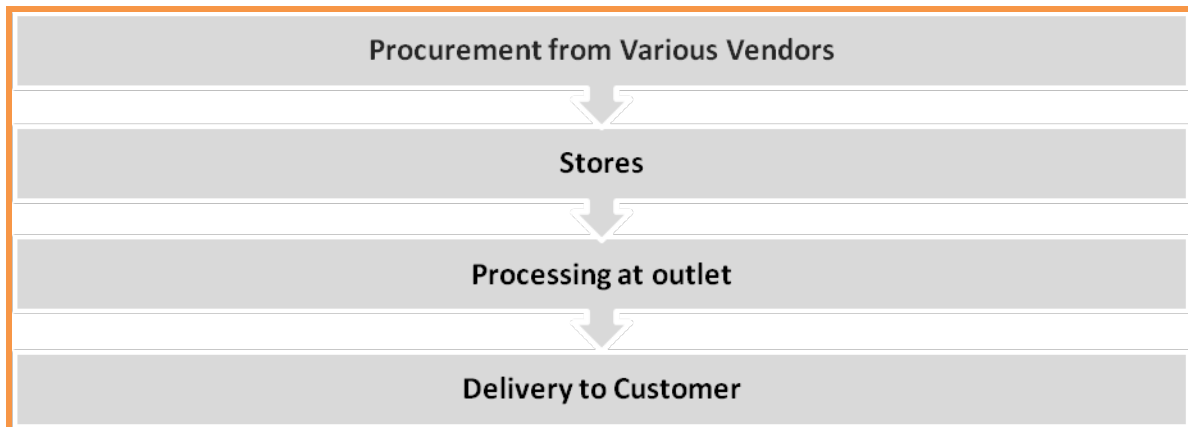 Procurement from Various Vendors
Stores
Processing at outlet
Delivery to Customer